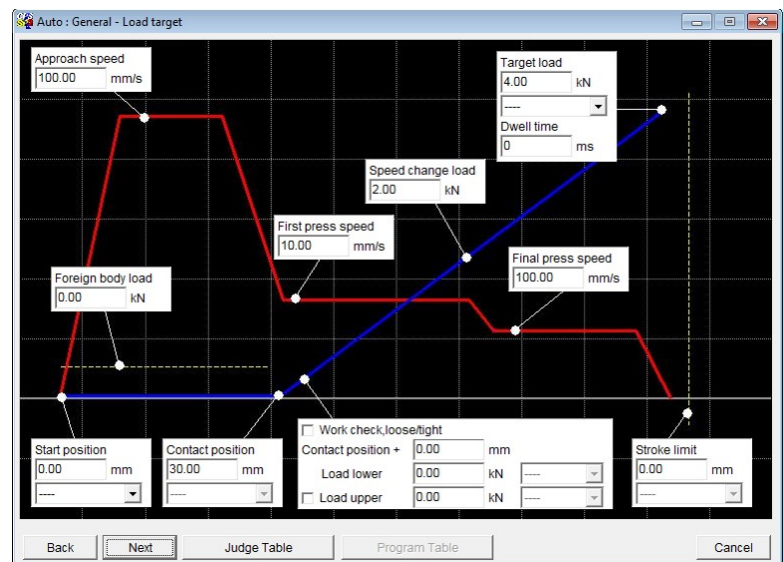 Auto : General - Load target
Approach speed
100.00 mm/s
Target load
4.00 kN
----
Dwell time
0 ms
Speed change load
2.00 kN
First press speed
10.00 mm/s
Final press speed
100.00 mm/s
Foreign body load
0.00 kN
Start position
0.00 mm
----
Contact position
30.00 mm
----
Work check,loose/tight
Contact position + 0.00 mm
Load lower 0.00 kN ----
Load upper 0.00 kN ----
Stroke limit
0.00 mm
----
Back Next Judge Table Program Table Cancel